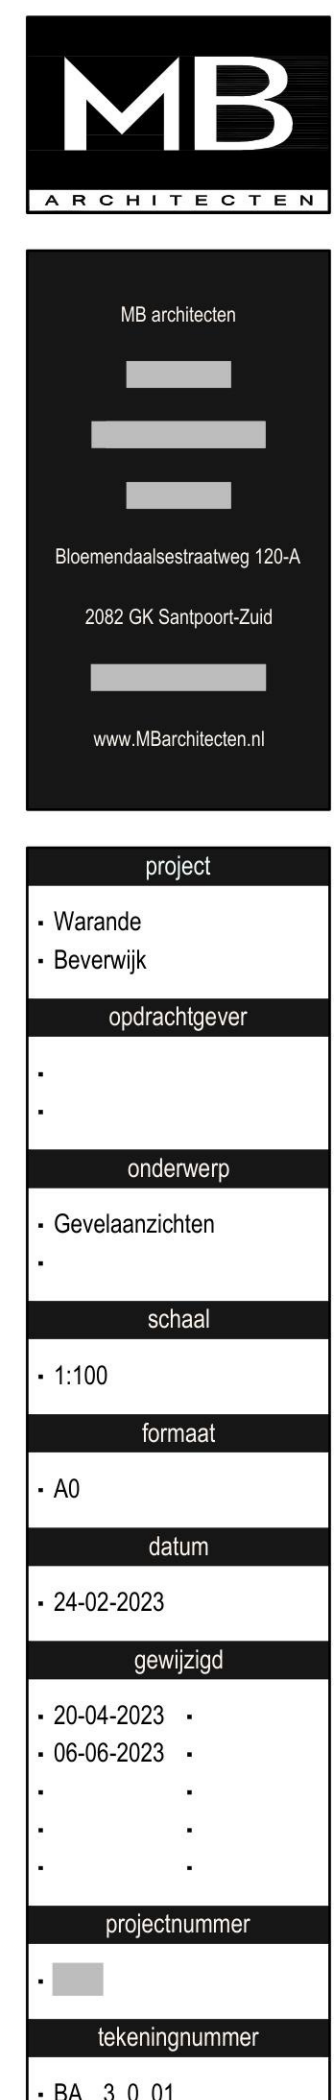 MB
ARCHITECTEN
MB architecten
Bloemendaalsestraatweg 120-A
2082 GK Santpoort-Zuid
www.MBarchitecten.nl
project
- Warande
- Beverwijk
opdrachtgever
-
-
onderwerp
- Gevelaanzichten
-
schaal
- 1:100
formaat
- A0
datum
- 24-02-2023
gewijzigd
- 20-04-2023 -
- 06-06-2023 -
- -
- -
- -
projectnummer
-
tekeningnummer
- BA_3_0_01